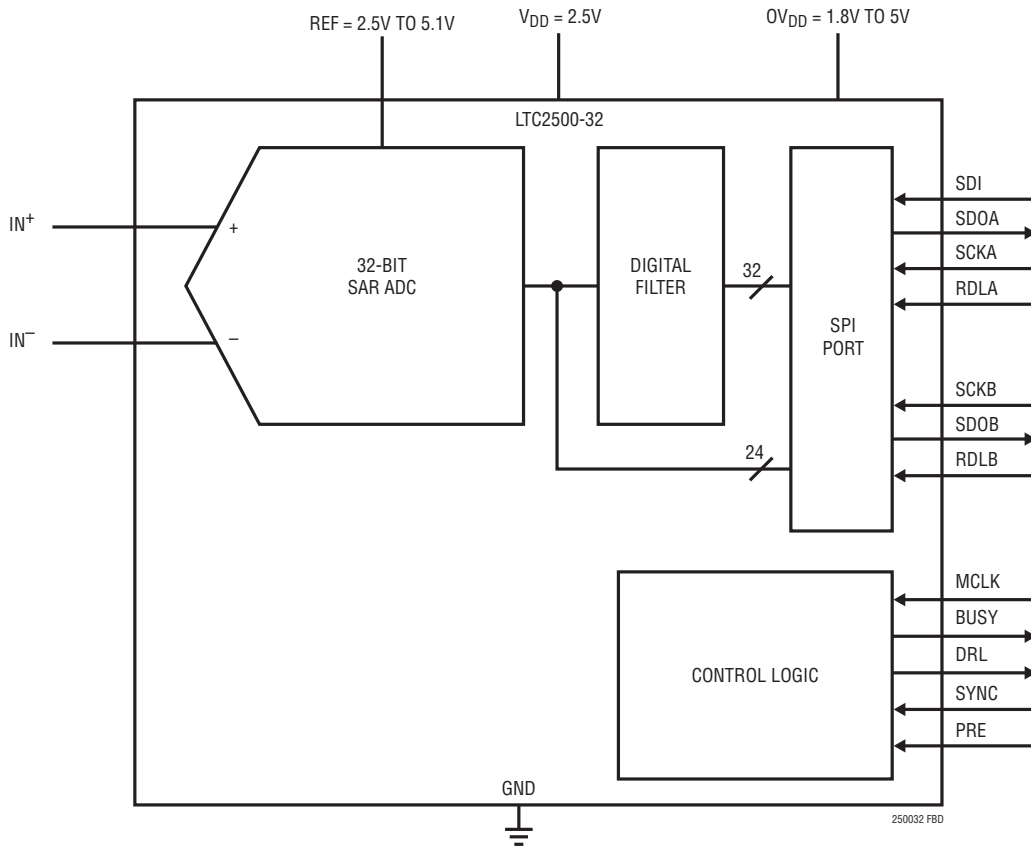 REF = 2.5V TO 5.1V
VDD = 2.5V
OVDD = 1.8V TO 5V
LTC2500-32
IN+
+
32-BIT
SAR ADC
IN–
–
DIGITAL
FILTER
32
24
SPI
PORT
SDI
SDOA
SCKA
RDLA
SCKB
SDOB
RDLB
CONTROL LOGIC
MCLK
BUSY
DRL
SYNC
PRE
GND
250032 FBD